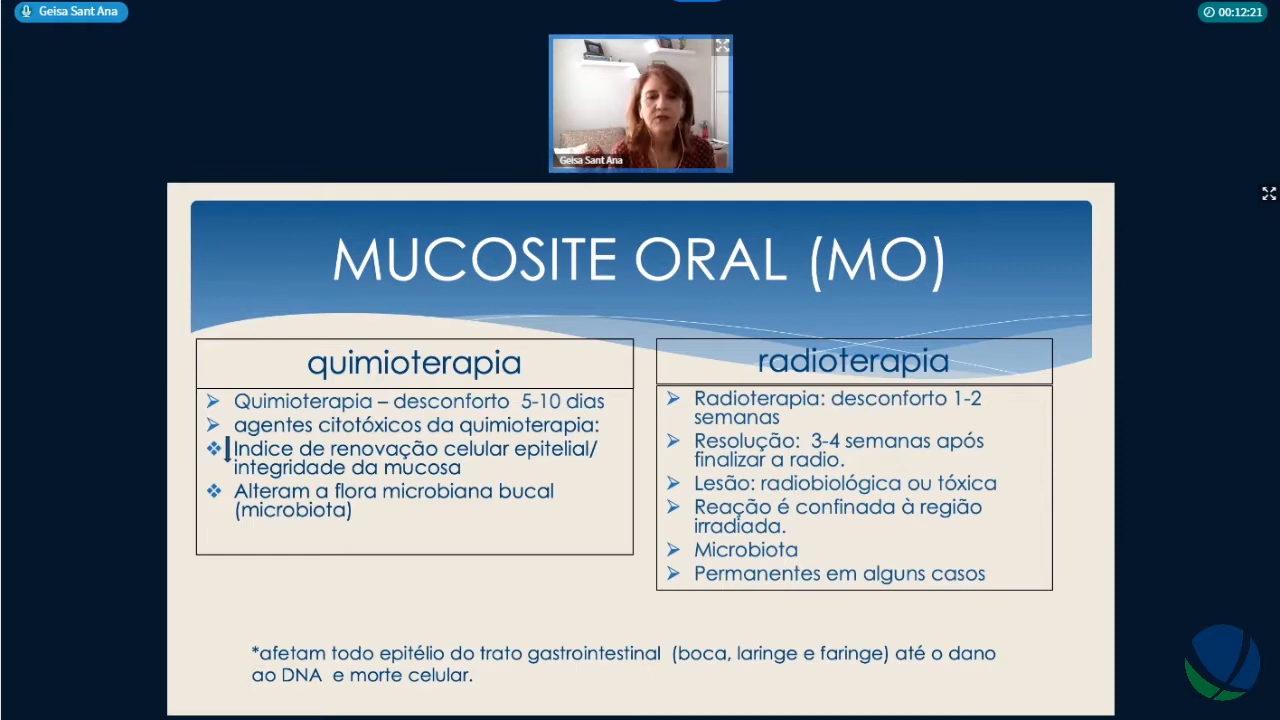 Geisa Sant Ana
00:12:21
Geisa Sant Ana
MUCOSITE ORAL (MO)
quimioterapia
Quimioterapia – desconforto 5-10 dias
agentes citotóxicos da quimioterapia:
Indice de renovação celular epitelial/
integridade da mucosa
Alteram a flora microbiana bucal
(microbiota)
radioterapia
Radioterapia: desconforto 1-2
semanas
Resolução: 3-4 semanas após
finalizar a radio.
Lesão: radiobiológica ou tóxica
Reação é confinada à região
irradiada.
Microbiota
Permanentes em alguns casos
*afetam todo epitélio do trato gastrointestinal (boca, laringe e faringe) até o dano
ao DNA e morte celular.